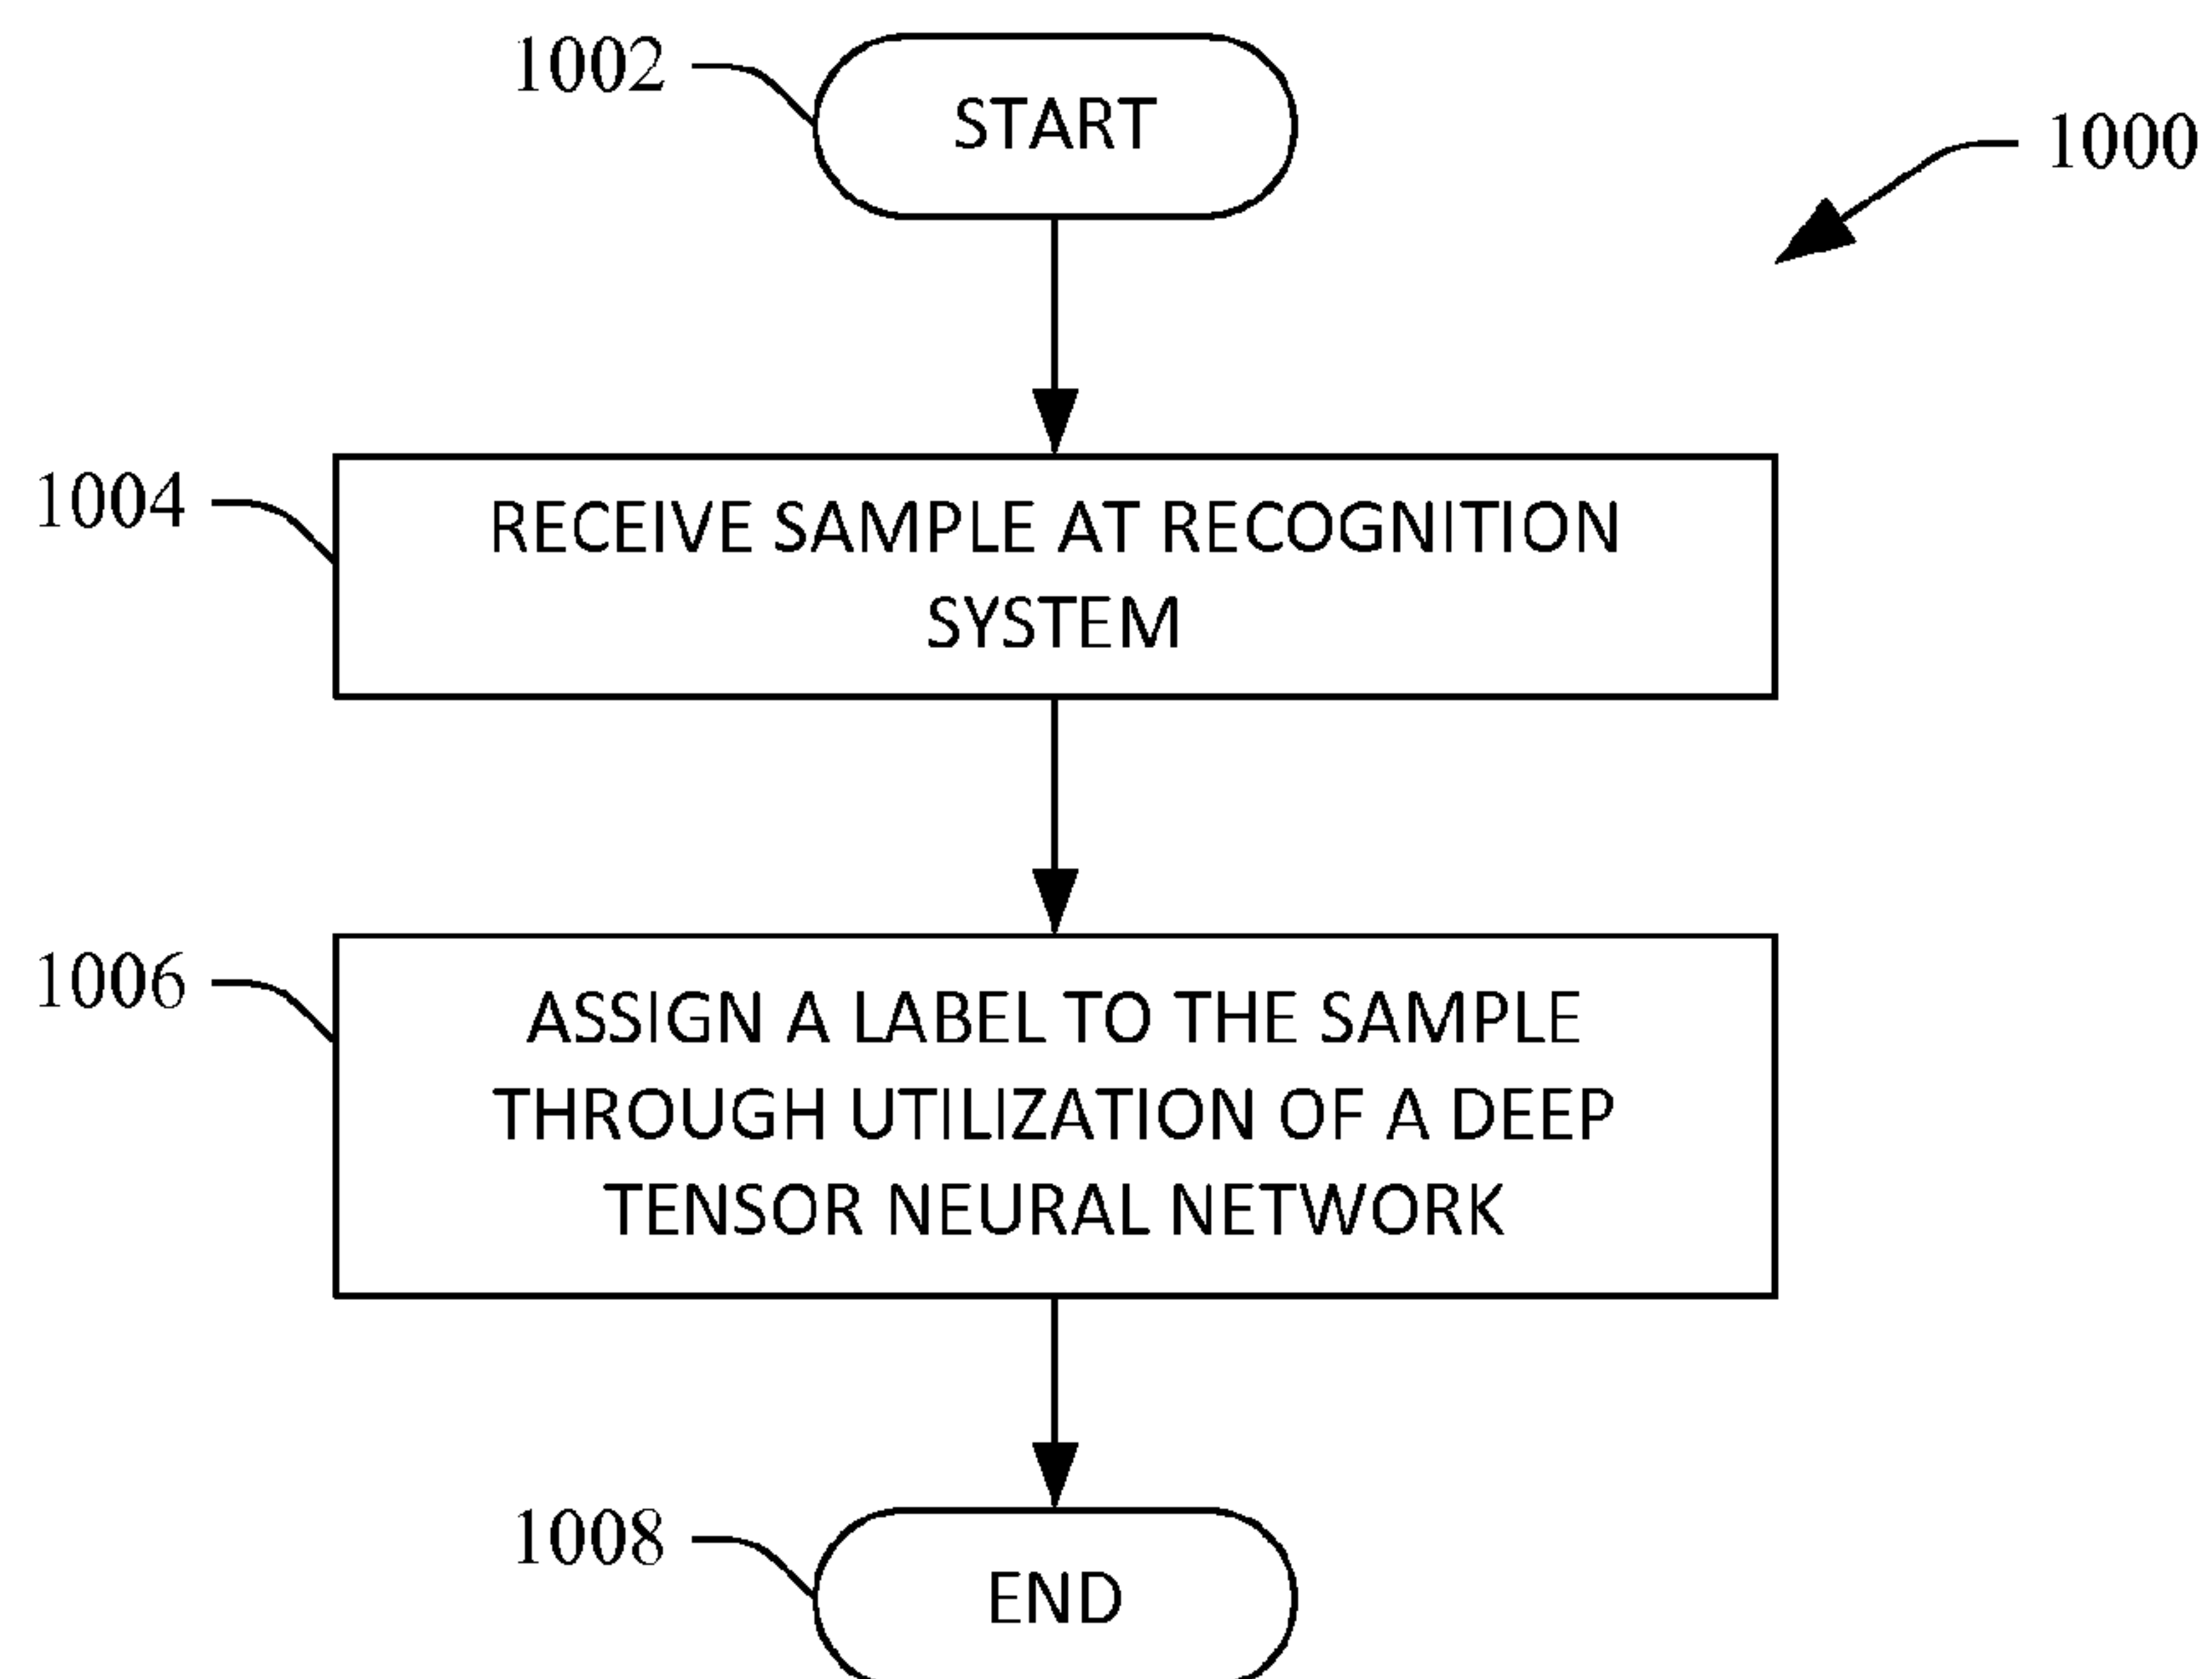 1002
START
1000
1004
RECEIVE SAMPLE AT RECOGNITION
SYSTEM
1006
ASSIGN A LABEL TO THE SAMPLE
THROUGH UTILIZATION OF A DEEP
TENSOR NEURAL NETWORK
1008
END